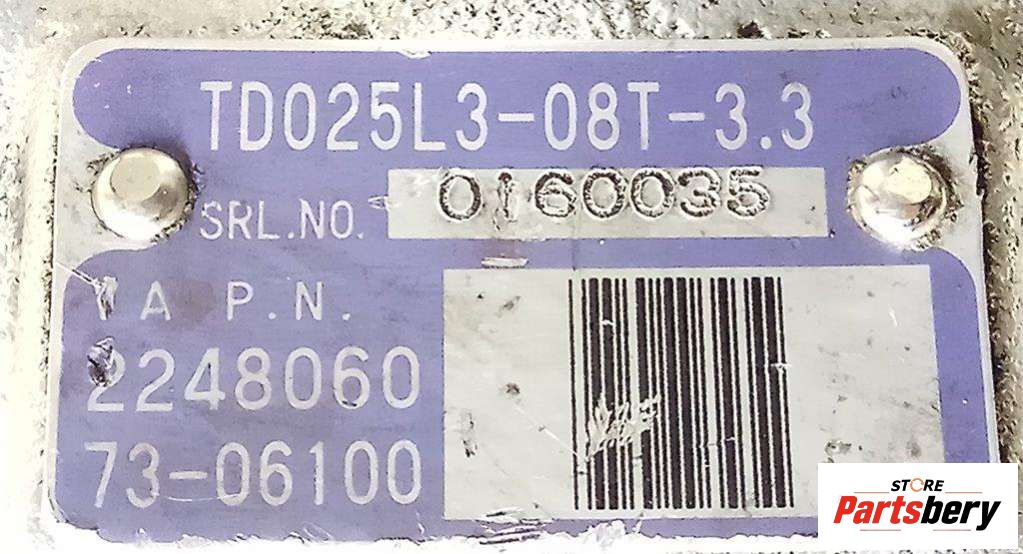 TD025L3-08T-3.3
SRL.NO. 0160035
A P.N.
2248060
73-06100
STORE
Partsbery